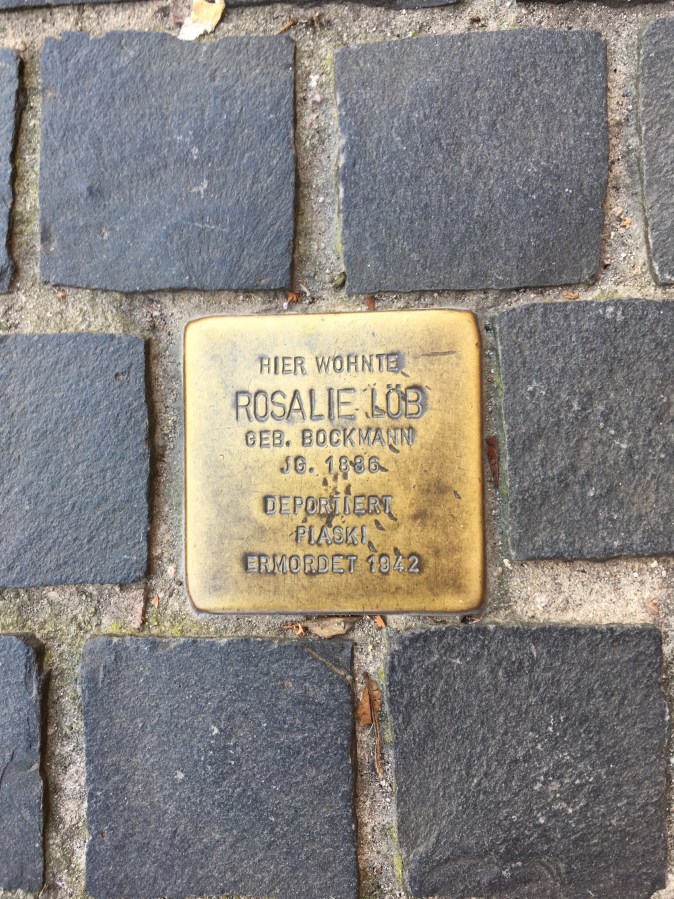 HIER WOHNTE
ROSALIE LÖB
GEB. BOCKMANN
JG. 1886
DEPORTIERT
PIASKI
ERMORDET 1942